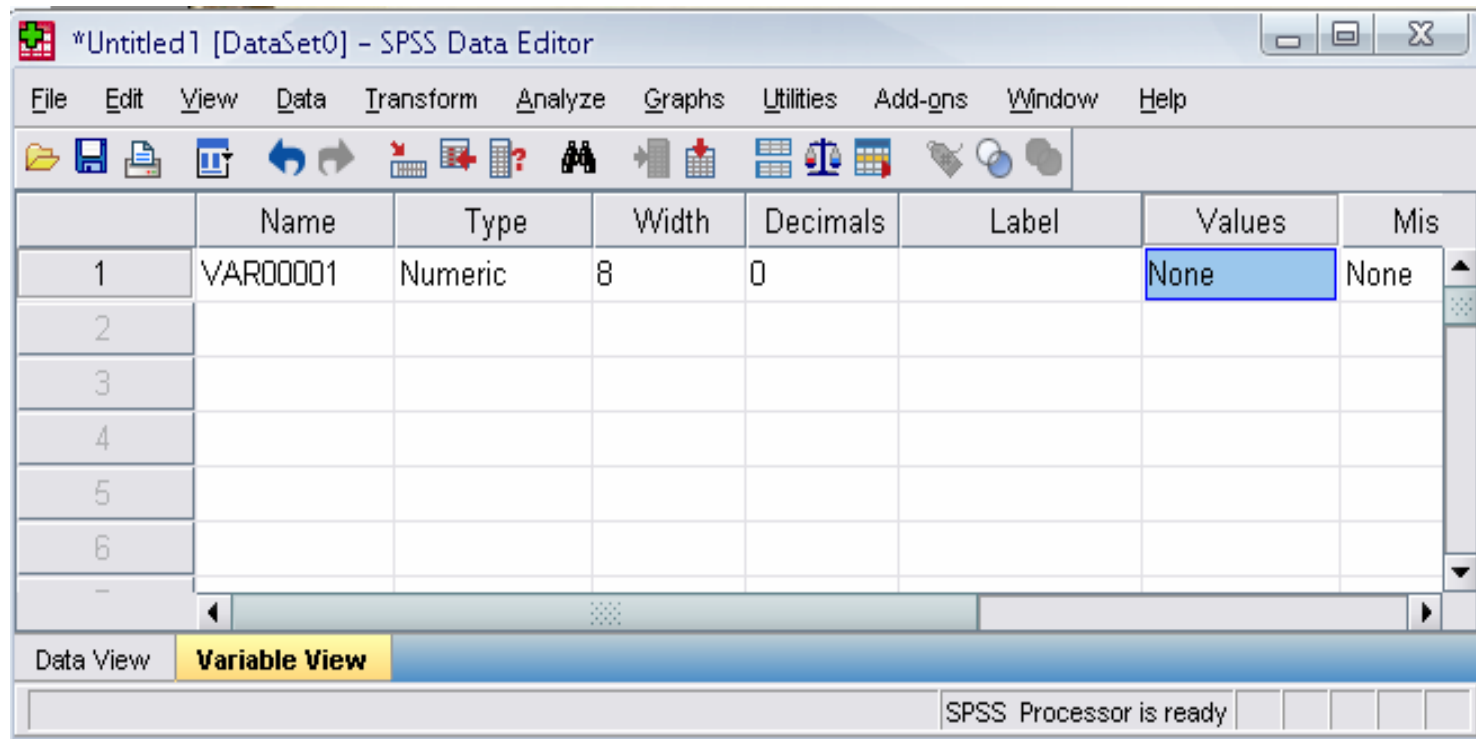 *Untitled1 [DataSet0] - SPSS Data Editor
File Edit View Data Transform Analyze Graphs Utilities Add-ons Window Help
Name Type Width Decimals Label Values Mis
1 VAR00001 Numeric 8 0 None None
2
3
4
5
6
Data View Variable View
SPSS Processor is ready